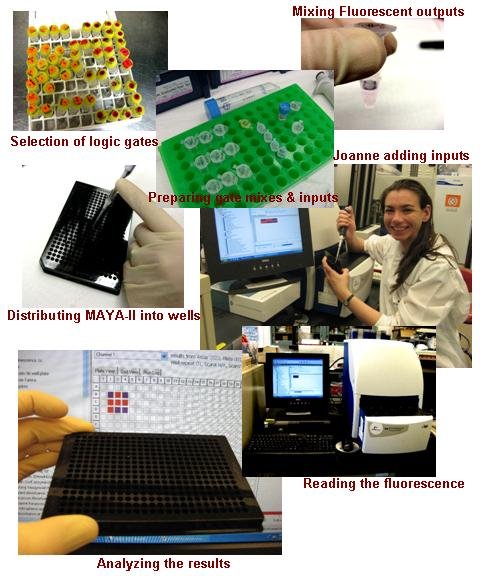 Mixing Fluorescent outputs
Selection of logic gates
Joanne adding inputs
Preparing gate mixes & inputs
Distributing MAYA-II into wells
Reading the fluorescence
Analyzing the results